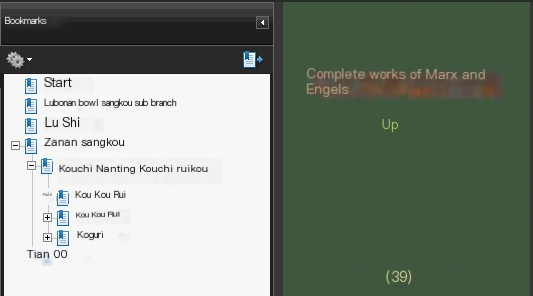 Bookmarks
Start
Lubonan bowl sangkou sub branch
Lu Shi
Zanan sangkou
Kouchi Nanting Kouchi ruikou
Kou Kou Rui
Kou Kou Rui
Koguri
Tian 00
Complete works of Marx and
Engels
Up
(39)